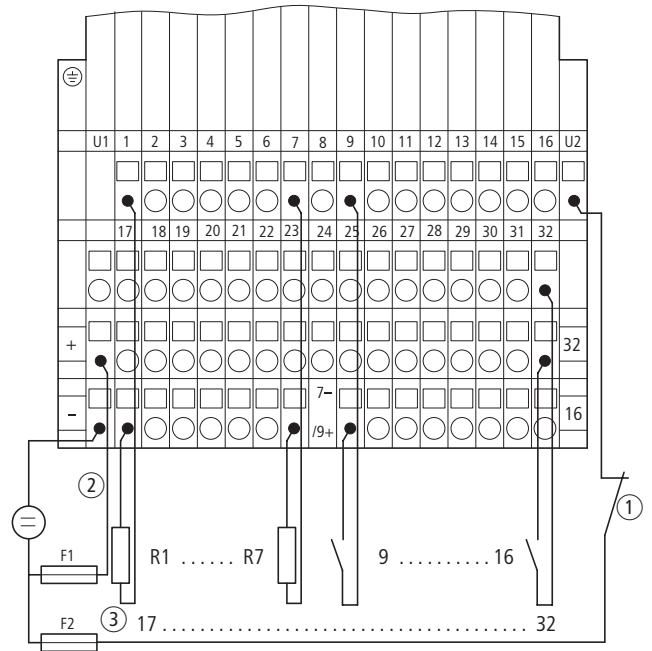 U1 1 2 3 4 5 6 7 8 9 10 11 12 13 14 15 16 U2
17 18 19 20 21 22 23 24 25 26 27 28 29 30 31 32
+ 32
7–
– 16
/9+
②
①
F1 R1 ...... R7 9 .......... 16
③ 17 ................................... 32
F2